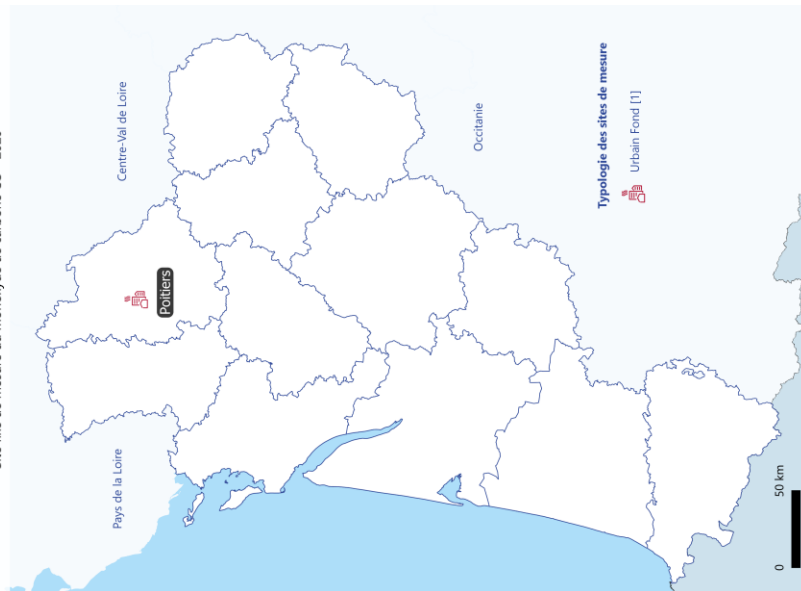 Centre-Val de Loire
Poitiers
Pays de la Loire
Occitanie
Typologie des sites de mesure
Urbain Fond [1]
0
50 km